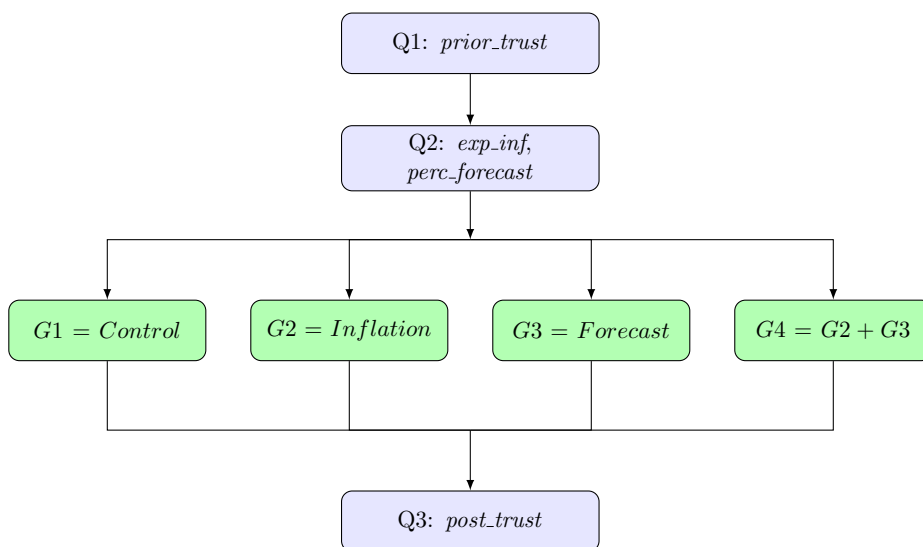 Q1: prior_trust
Q2: exp_inf,
perc_forecast
G1 = Control
G2 = Inflation
G3 = Forecast
G4 = G2 + G3
Q3: post_trust